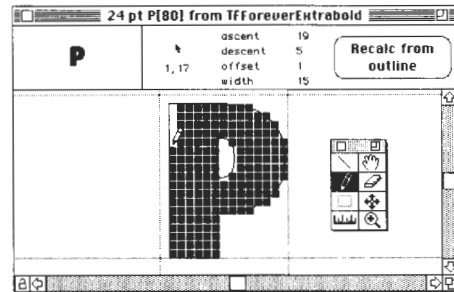 24 pt P[80] from TFForeverExtrabold
P
1, 17
ascent 19
descent 5
offset 1
width 15
Recalc from
outline
a